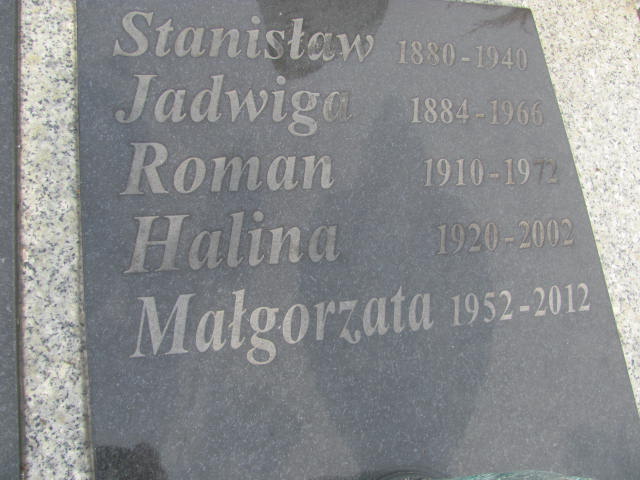 Stanisław 1880-1940
Jadwiga 1884-1966
Roman 1910-1972
Halina 1920-2002
Małgorzata 1952-2012